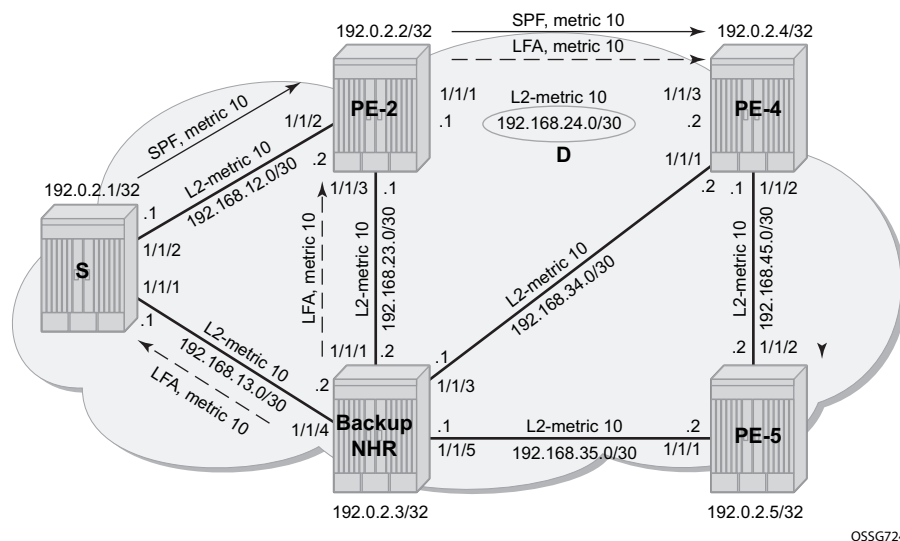 192.0.2.2/32
SPF, metric 10
192.0.2.4/32
LFA, metric 10
PE-2
1/1/1
L2-metric 10
1/1/3
PE-4
.1
192.168.24.0/30
.2
D
1/1/2
.2
1/1/1
SPF, metric 10
L2-metric 10
192.168.12.0/30
192.0.2.1/32
.1
1/1/2
S
1/1/1
.1
1/1/3
.1
LFA, metric 10
L2-metric 10
192.168.23.0/30
.2
.1
1/1/2
L2-metric 10
192.168.34.0/30
L2-metric 10
192.168.45.0/30
L2-metric 10
192.168.13.0/30
LFA, metric 10
1/1/1
.2
.1
1/1/3
.2
1/1/2
.2
1/1/4
Backup
NHR
.1
1/1/5
L2-metric 10
192.168.35.0/30
.2
1/1/1
PE-5
192.0.2.3/32
192.0.2.5/32
OSSG724